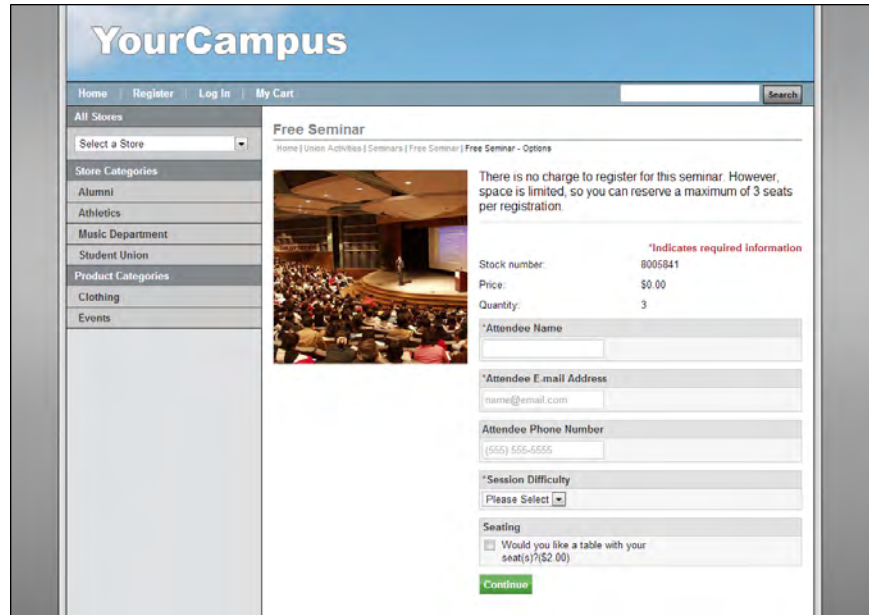 YourCampus
Home | Register | Log In | My Cart
Search
All Stores
Select a Store
Store Categories
Alumni
Athletics
Music Department
Student Union
Product Categories
Clothing
Events
Free Seminar
Home | Union Activities | Seminars | Free Seminar | Free Seminar - Options
There is no charge to register for this seminar. However,
space is limited, so you can reserve a maximum of 3 seats
per registration.
*Indicates required information
Stock number: 8005841
Price: $0.00
Quantity: 3
*Attendee Name
*Attendee E-mail Address
name@email.com
Attendee Phone Number
(555) 555-5555
*Session Difficulty
Please Select
Seating
Would you like a table with your
seat(s)?($2.00)
Continue